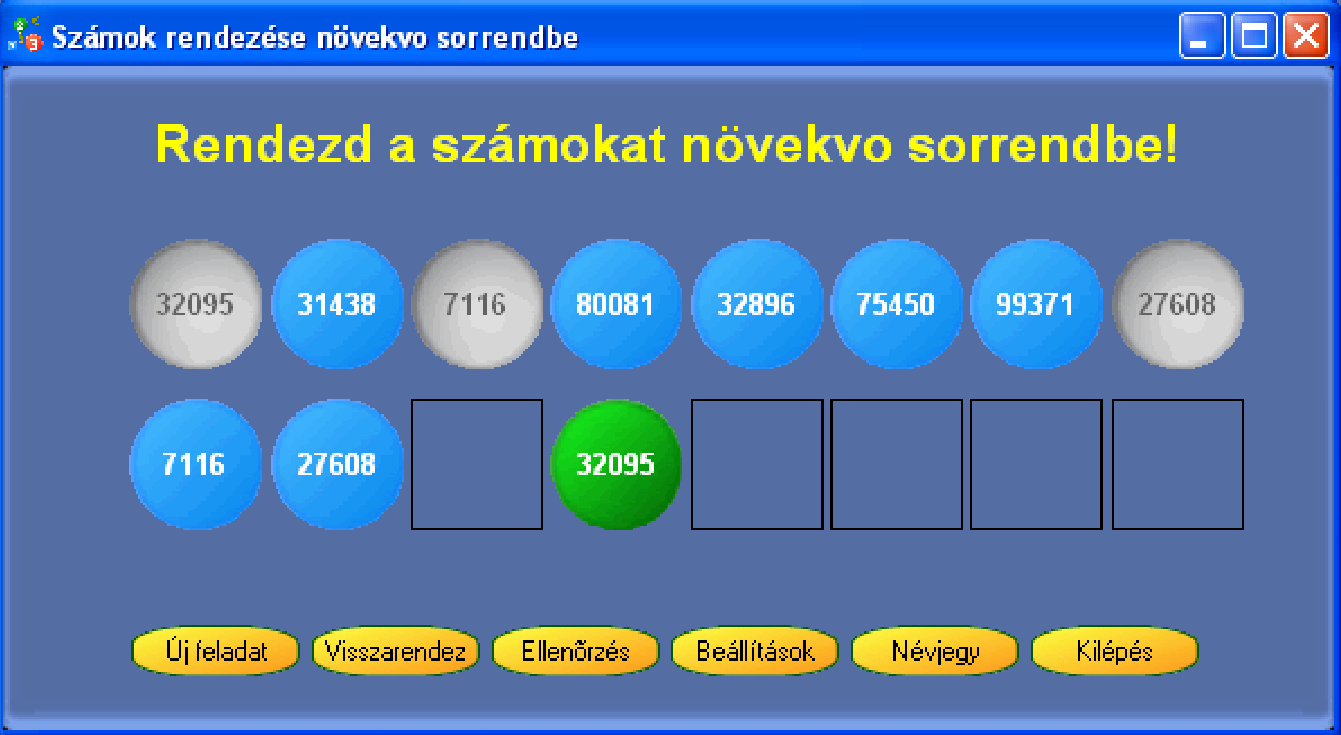 Számok rendezése növekvo sorrendbe
Rendezd a számokat növekvo sorrendbe!
32095 31438 7116 80081 32896 75450 99371 27608
7116 27608 32095
Új feladat Visszarendez Ellenõrzés Beállítások Névjegy Kilépés